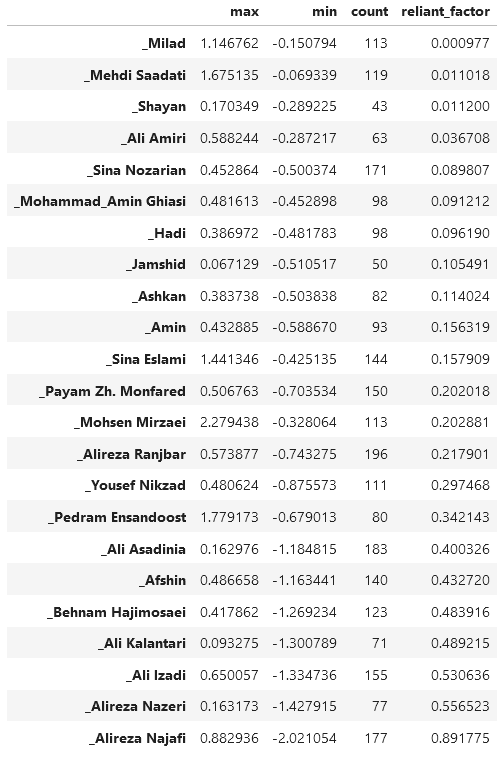 max min count reliant_factor
_Milad 1.146762 -0.150794 113 0.000977
_Mehdi Saadati 1.675135 -0.069339 119 0.011018
_Shayan 0.170349 -0.289225 43 0.011200
_Ali Amiri 0.588244 -0.287217 63 0.036708
_Sina Nozarian 0.452864 -0.500374 171 0.089807
_Mohammad_Amin Ghiasi 0.481613 -0.452898 98 0.091212
_Hadi 0.386972 -0.481783 98 0.096190
_Jamshid 0.067129 -0.510517 50 0.105491
_Ashkan 0.383738 -0.503838 82 0.114024
_Amin 0.432885 -0.588670 93 0.156319
_Sina Eslami 1.441346 -0.425135 144 0.157909
_Payam Zh. Monfared 0.506763 -0.703534 150 0.202018
_Mohsen Mirzaei 2.279438 -0.328064 113 0.202881
_Alireza Ranjbar 0.573877 -0.743275 196 0.217901
_Yousef Nikzad 0.480624 -0.875573 111 0.297468
_Pedram Ensandoost 1.779173 -0.679013 80 0.342143
_Ali Asadinia 0.162976 -1.184815 183 0.400326
_Afshin 0.486658 -1.163441 140 0.432720
_Behnam Hajimosaei 0.417862 -1.269234 123 0.483916
_Ali Kalantari 0.093275 -1.300789 71 0.489215
_Ali Izadi 0.650057 -1.334736 155 0.530636
_Alireza Nazeri 0.163173 -1.427915 77 0.556523
_Alireza Najafi 0.882936 -2.021054 177 0.891775